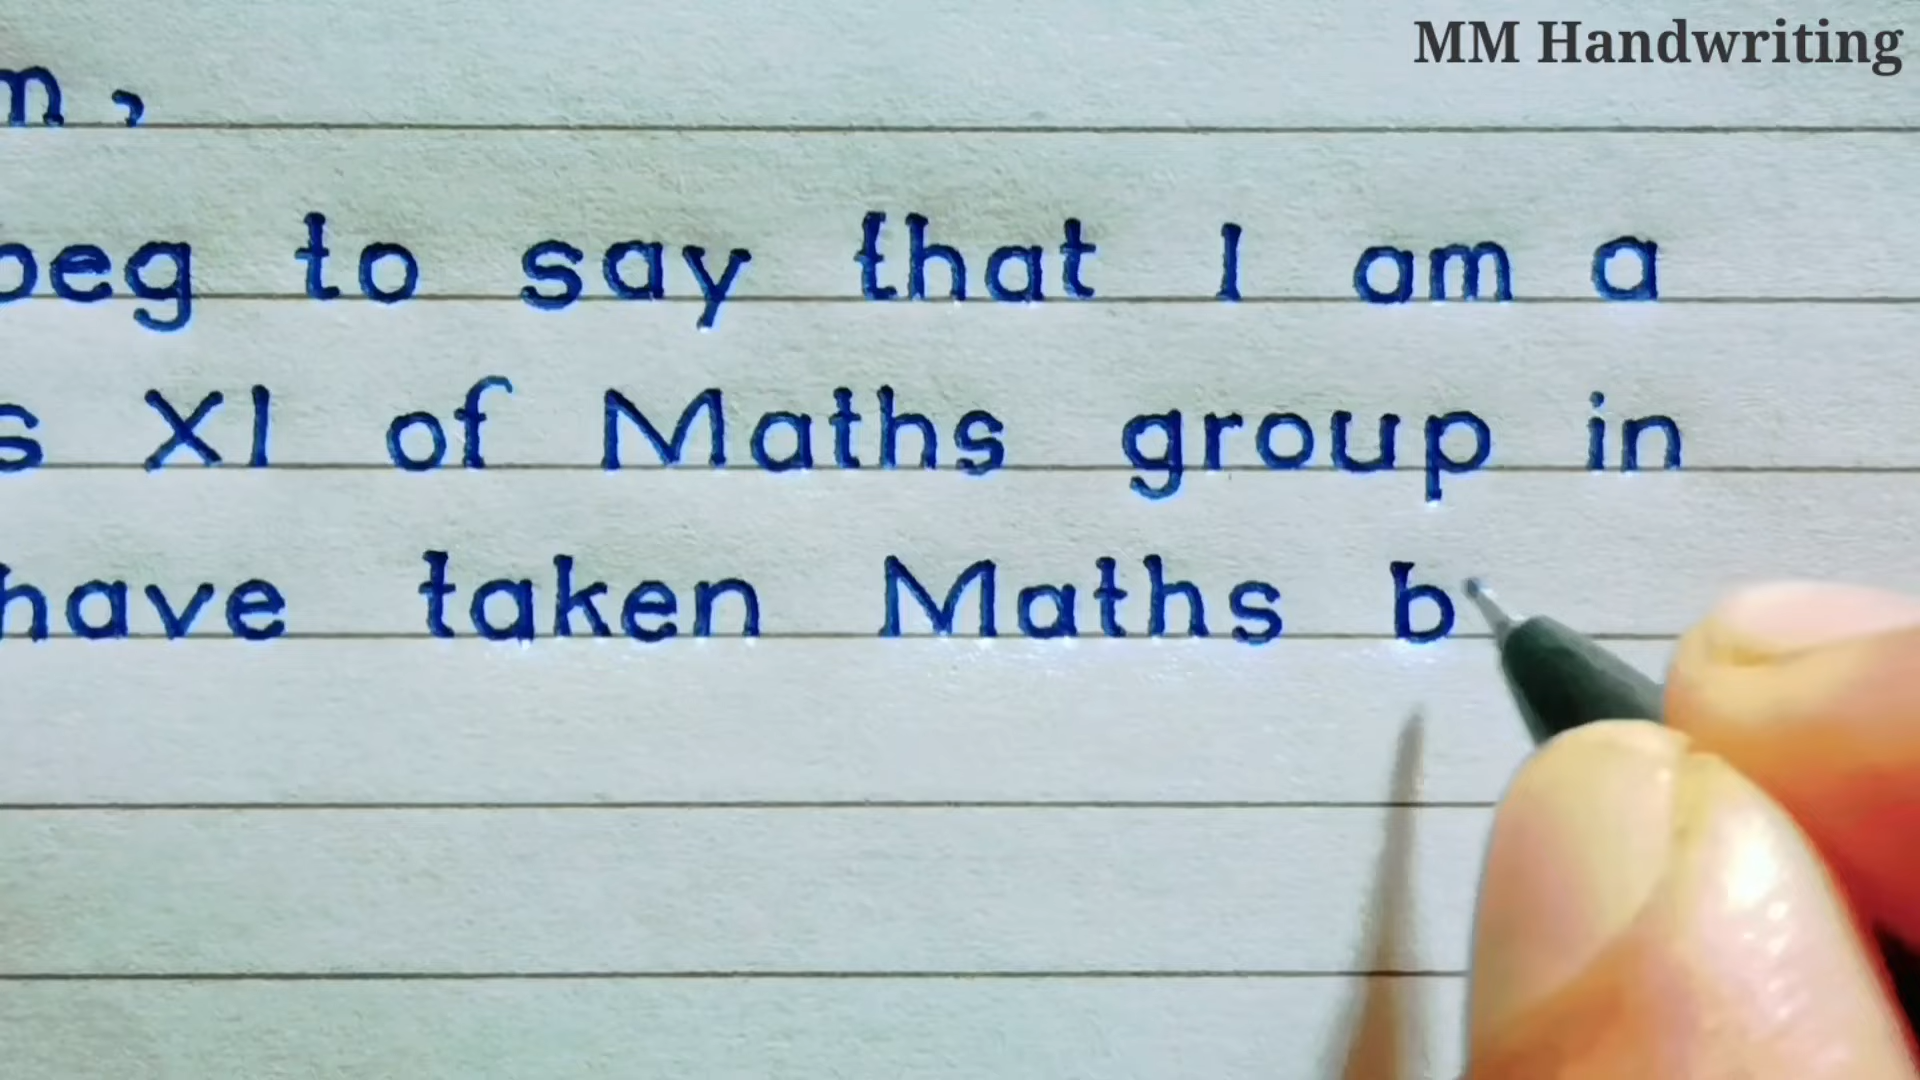 MM Handwriting
m,
beg to say that I am a
s XI of Maths group in
have taken Maths b